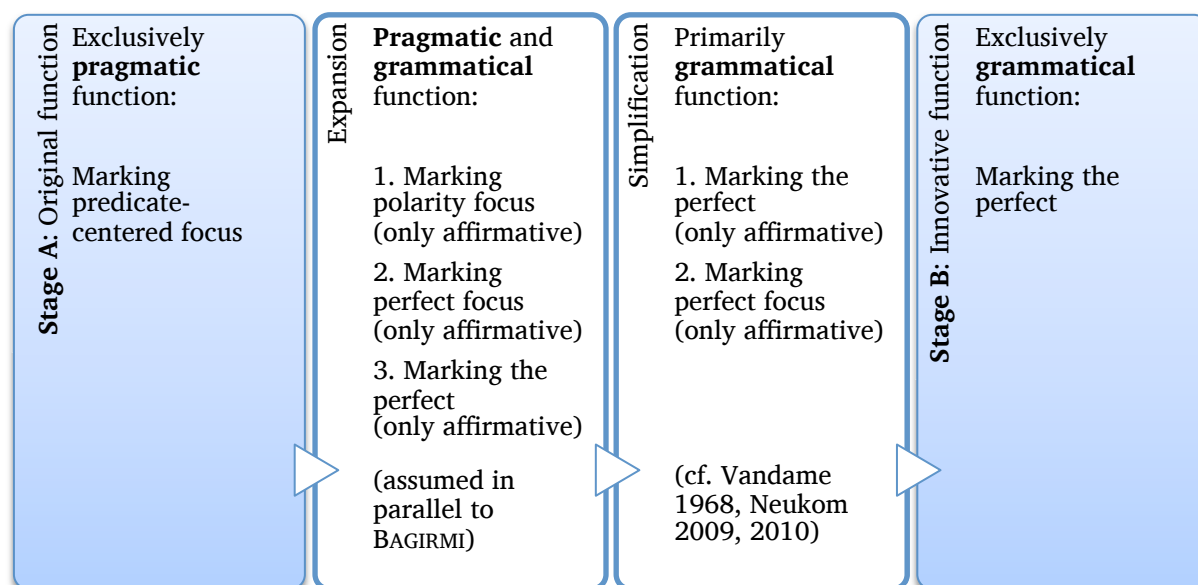 Stage A: Original function
Exclusively
pragmatic
function:
Marking
predicate-
centered focus
Expansion
Pragmatic and
grammatical
function:
1. Marking
polarity focus
(only affirmative)
2. Marking
perfect focus
(only affirmative)
3. Marking the
perfect
(only affirmative)
(assumed in
parallel to
BAGIRMI)
Simplification
Primarily
grammatical
function:
1. Marking the
perfect
(only affirmative)
2. Marking
perfect focus
(only affirmative)
(cf. Vandame
1968, Neukom
2009, 2010)
Stage B: Innovative function
Exclusively
grammatical
function:
Marking the
perfect